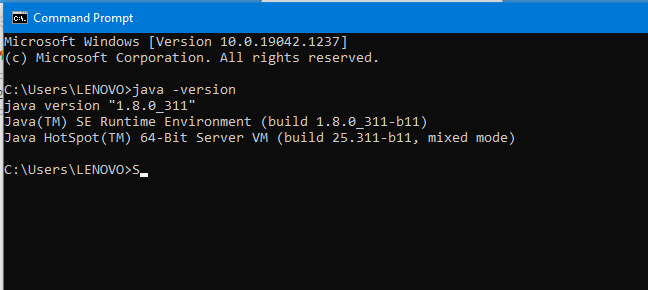 Command Prompt
Microsoft Windows [Version 10.0.19042.1237]
(c) Microsoft Corporation. All rights reserved.
C:\Users\LENOVO>java -version
java version "1.8.0_311"
Java(TM) SE Runtime Environment (build 1.8.0_311-b11)
Java HotSpot(TM) 64-Bit Server VM (build 25.311-b11, mixed mode)
C:\Users\LENOVO>S